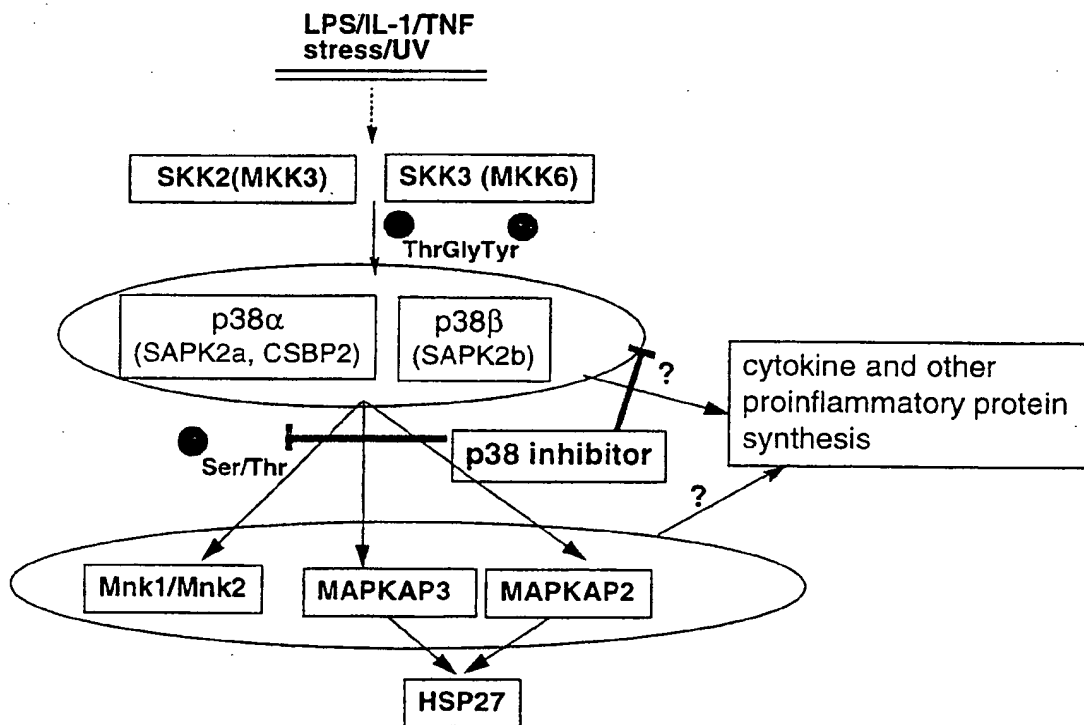 LPS/IL-1/TNF
stress/UV
SKK2(MKK3)
SKK3 (MKK6)
ThrGlyTyr
p38α
(SAPK2a, CSBP2)
p38β
(SAPK2b)
?
cytokine and other
proinflammatory protein
synthesis
Ser/Thr
p38 inhibitor
?
Mnk1/Mnk2
MAPKAP3
MAPKAP2
HSP27